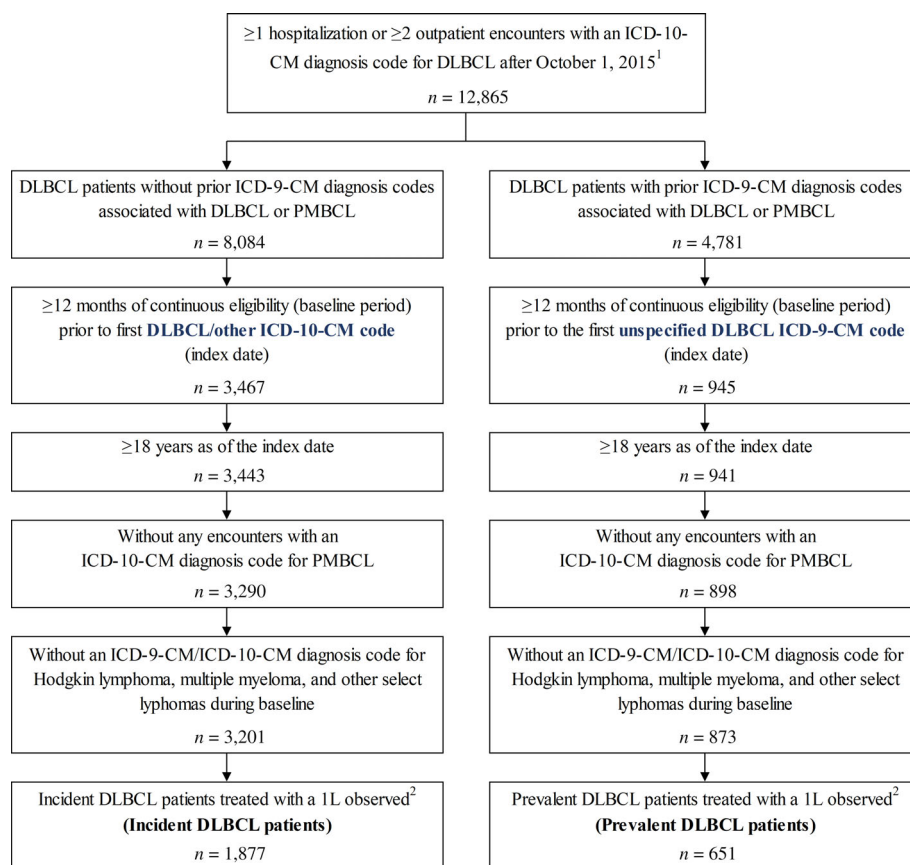 ≥1 hospitalization or ≥2 outpatient encounters with an ICD-10-
CM diagnosis code for DLBCL after October 1, 2015¹
n = 12,865
DLBCL patients without prior ICD-9-CM diagnosis codes
associated with DLBCL or PMBCL
n = 8,084
DLBCL patients with prior ICD-9-CM diagnosis codes
associated with DLBCL or PMBCL
n = 4,781
≥12 months of continuous eligibility (baseline period)
prior to first DLBCL/other ICD-10-CM code
(index date)
n = 3,467
≥12 months of continuous eligibility (baseline period)
prior to the first unspecified DLBCL ICD-9-CM code
(index date)
n = 945
≥18 years as of the index date
n = 3,443
≥18 years as of the index date
n = 941
Without any encounters with an
ICD-10-CM diagnosis code for PMBCL
n = 3,290
Without any encounters with an
ICD-10-CM diagnosis code for PMBCL
n = 898
Without an ICD-9-CM/ICD-10-CM diagnosis code for
Hodgkin lymphoma, multiple myeloma, and other select
lyphomas during baseline
n = 3,201
Without an ICD-9-CM/ICD-10-CM diagnosis code for
Hodgkin lymphoma, multiple myeloma, and other select
lyphomas during baseline
n = 873
Incident DLBCL patients treated with a 1L observed²
(Incident DLBCL patients)
n = 1,877
Prevalent DLBCL patients treated with a 1L observed²
(Prevalent DLBCL patients)
n = 651